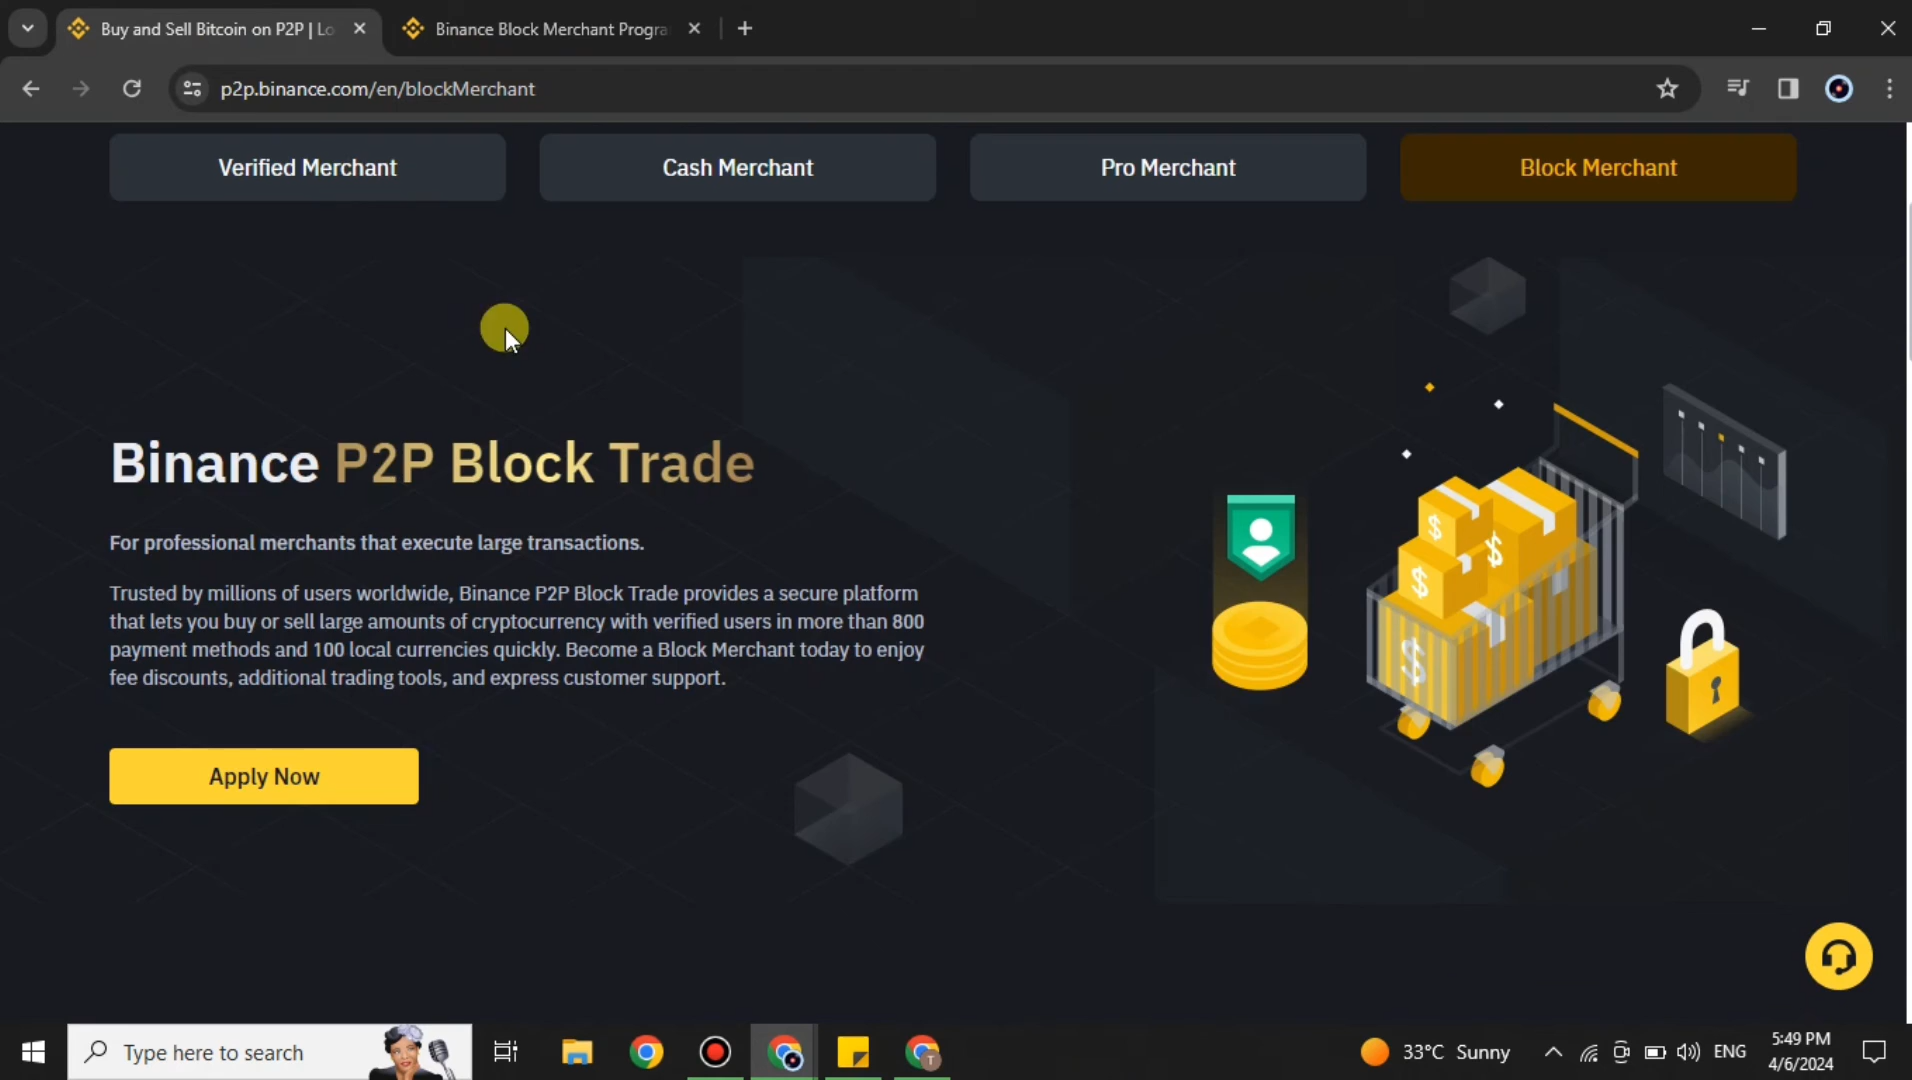 Buy and Sell Bitcoin on P2P | Lo
Binance Block Merchant Progra
p2p.binance.com/en/blockMerchant
Verified Merchant
Cash Merchant
Pro Merchant
Block Merchant
Binance P2P Block Trade
For professional merchants that execute large transactions.
Trusted by millions of users worldwide, Binance P2P Block Trade provides a secure platform
that lets you buy or sell large amounts of cryptocurrency with verified users in more than 800
payment methods and 100 local currencies quickly. Become a Block Merchant today to enjoy
fee discounts, additional trading tools, and express customer support.
$
$
$
$
Apply Now
Type here to search
T
33°C Sunny
ENG
5:49 PM
4/6/2024